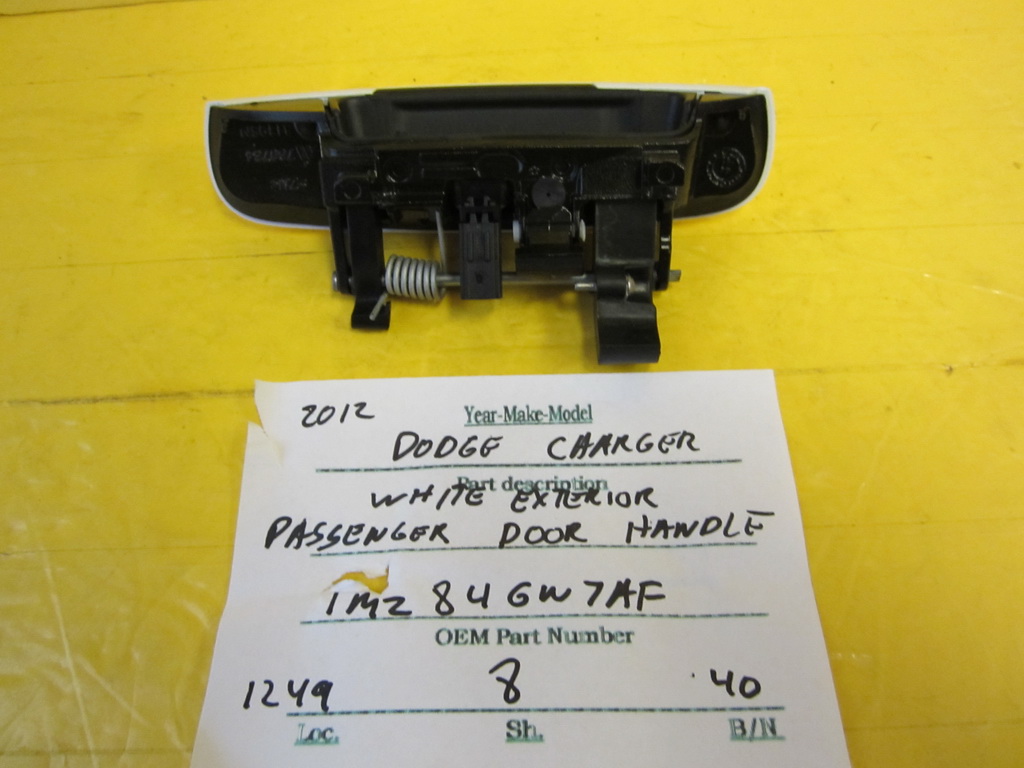 2012 Year-Make-Model
DODGE CHARGER
Part description
WHITE EXTERIOR
PASSENGER DOOR HANDLE
1MZ84GW7AF
OEM Part Number
1249 8 40
Loc. Sh. B/N